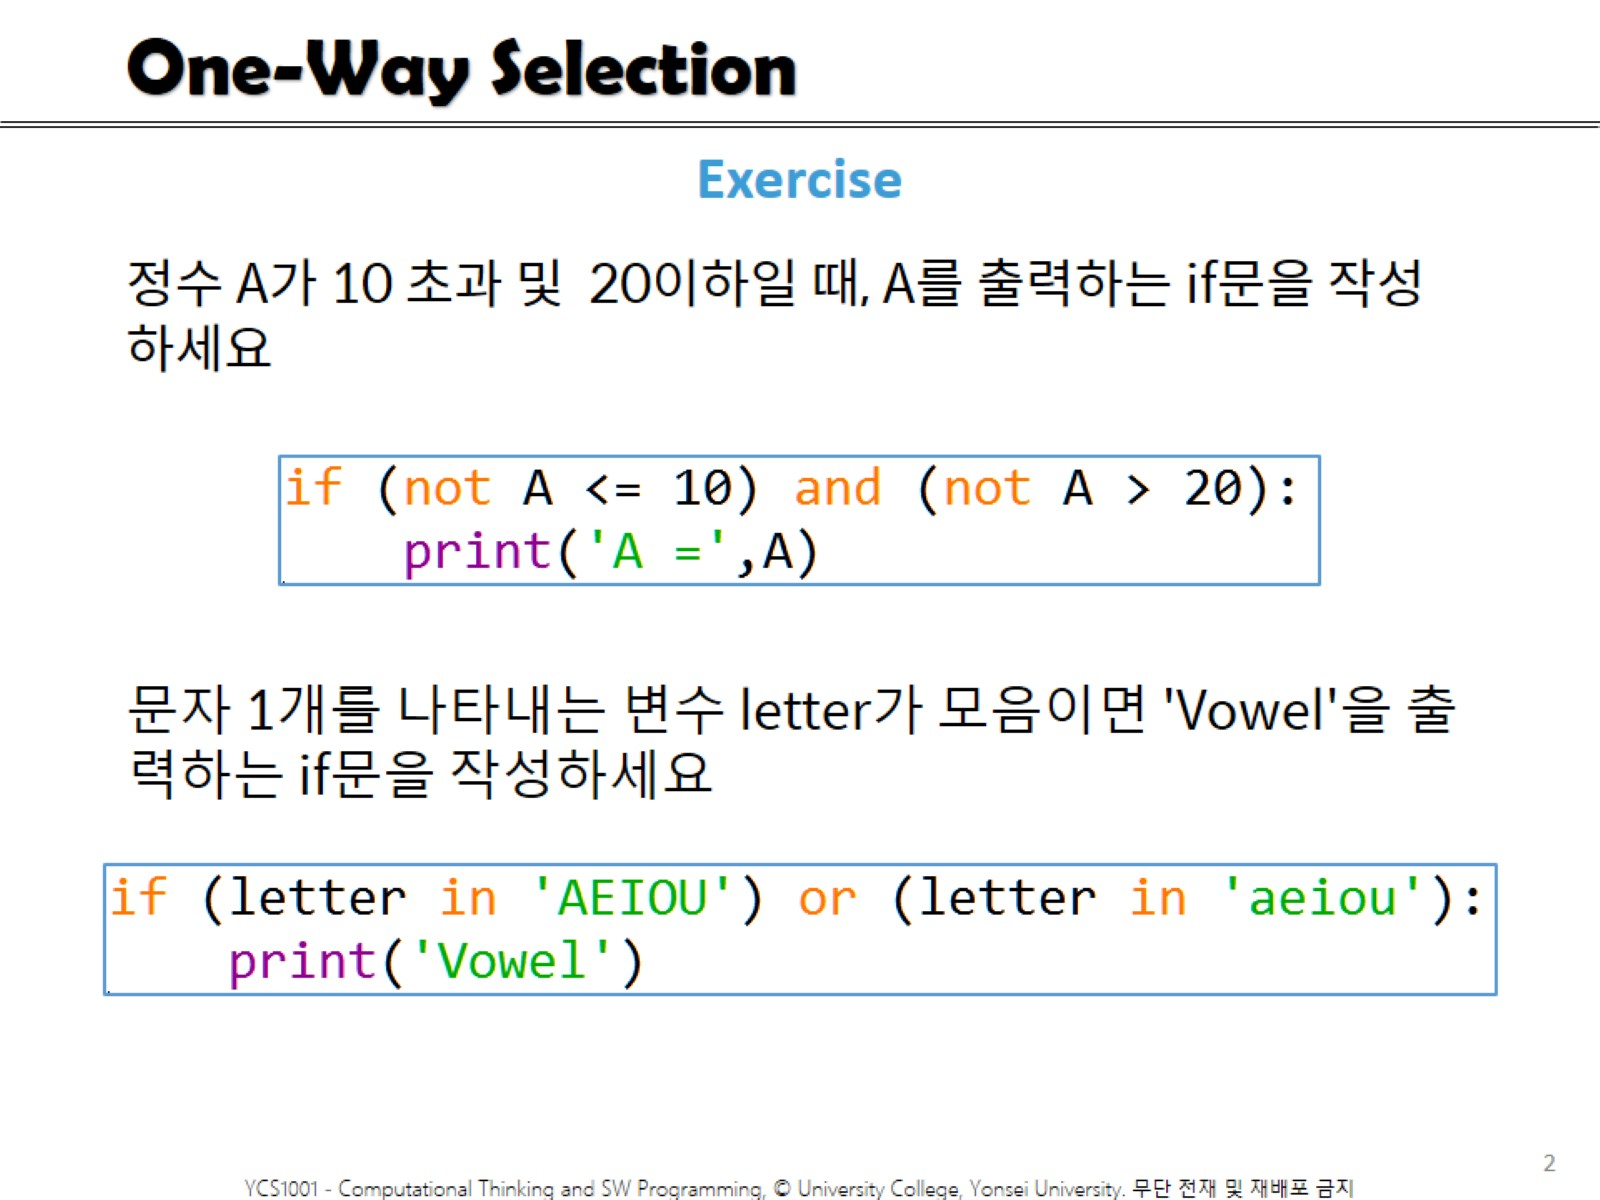 One-Way Selection
Exercise
정수 A가 10 초과 및  20이하일 때, A를 출력하는 if문을 작성
하세요
if (not A <= 10) and (not A > 20):
    print('A =',A)
문자 1개를 나타내는 변수 letter가 모음이면 'Vowel'을 출
력하는 if문을 작성하세요
if (letter in 'AEIOU') or (letter in 'aeiou'):
    print('Vowel')
2
YCS1001 - Computational Thinking and SW Programming, © University College, Yonsei University. 무단 전재 및 재배포 금지